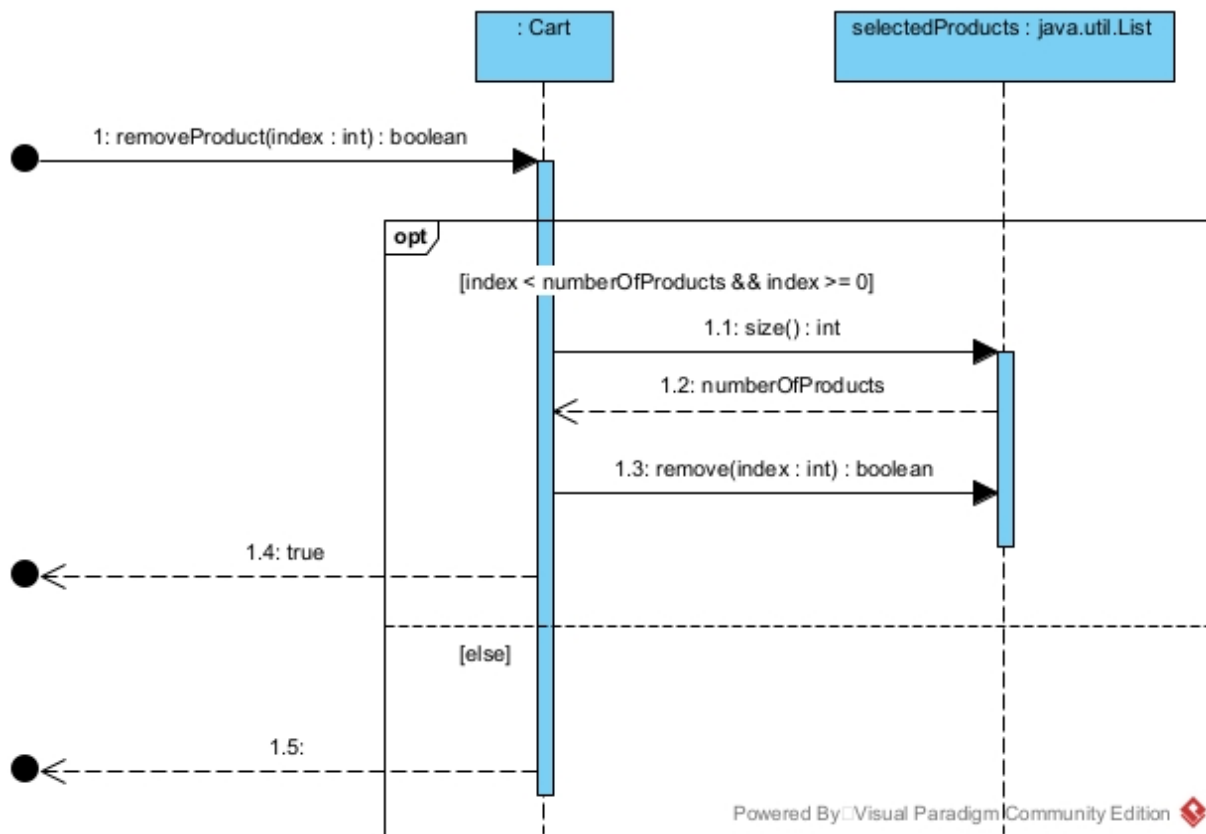 : Cart
selectedProducts : java.util.List
1: removeProduct(index : int) : boolean
opt
[index < numberOfProducts && index >= 0]
1.1: size() : int
1.2: numberOfProducts
1.3: remove(index : int) : boolean
1.4: true
[else]
1.5:
Powered By□Visual Paradigm Community Edition